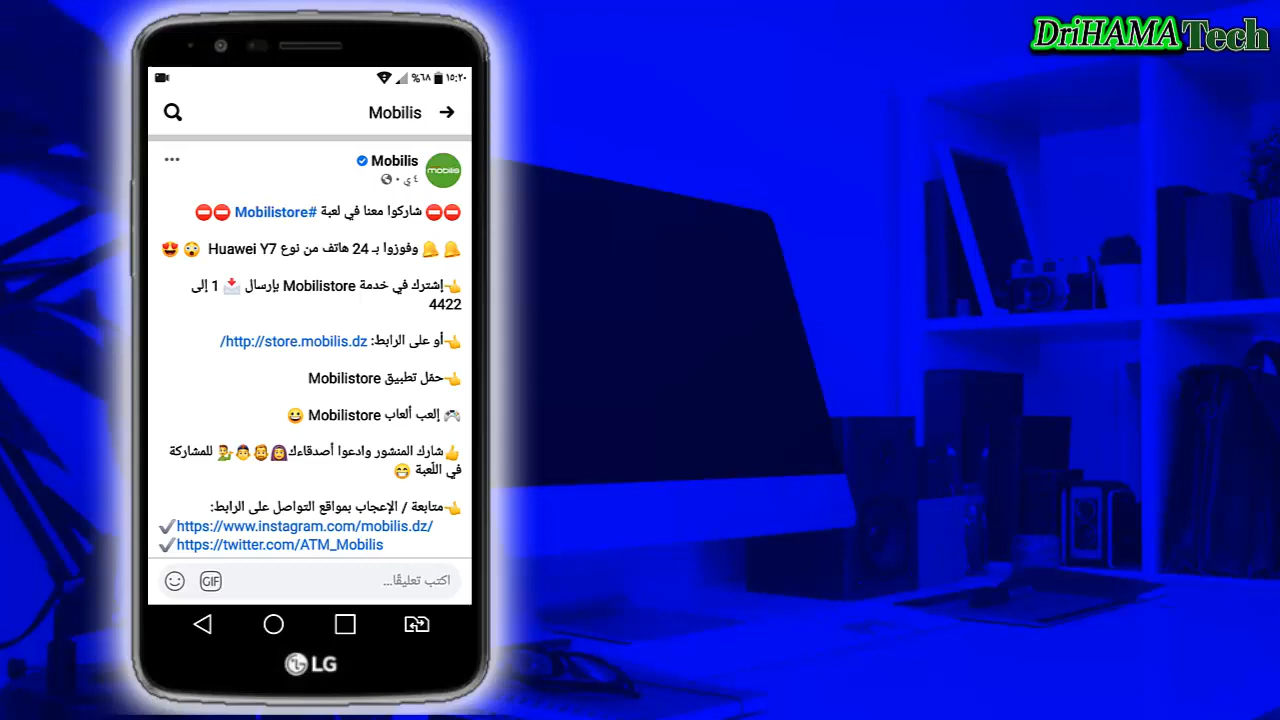 DriHAMA Tech
%٦٨ ١٥:٢٠
Mobilis
Mobilis
mobilis
٤ ي ·
⛔⛔ شاركوا معنا في لعبة #Mobilistore ⛔⛔
🔔🔔 وفوزوا بـ 24 هاتف من نوع Huawei Y7 😲😍
👈إشترك في خدمة Mobilistore بإرسال 📩 1 إلى
4422
👈أو على الرابط: http://store.mobilis.dz/
👈حمّل تطبيق Mobilistore
🎮 إلعب ألعاب Mobilistore 😀
👍شارك المنشور وادعوا أصدقاءك للمشاركة
في اللّعبة 😁
👈متابعة / الإعجاب بمواقع التواصل على الرابط:
✔https://www.instagram.com/mobilis.dz/
✔https://twitter.com/ATM_Mobilis
اكتب تعليقًا...
GIF
LG